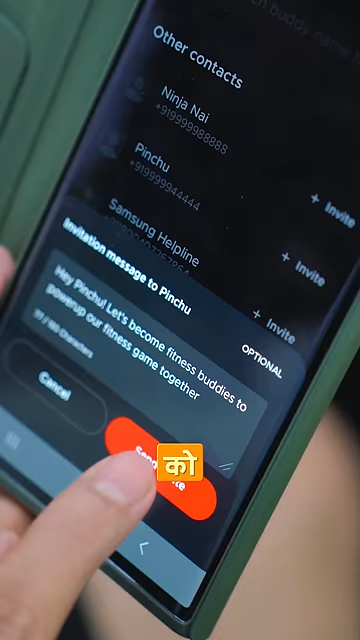 Other contacts
Ninja Nai
+919999988888
+ Invite
Pinchu
+919999944444
+ Invite
Samsung Helpline
+ Invite
Invitation message to Pinchu
OPTIONAL
Hey Pinchu! Let's become fitness buddies to
powerup our fitness game together
Characters
Cancel
को